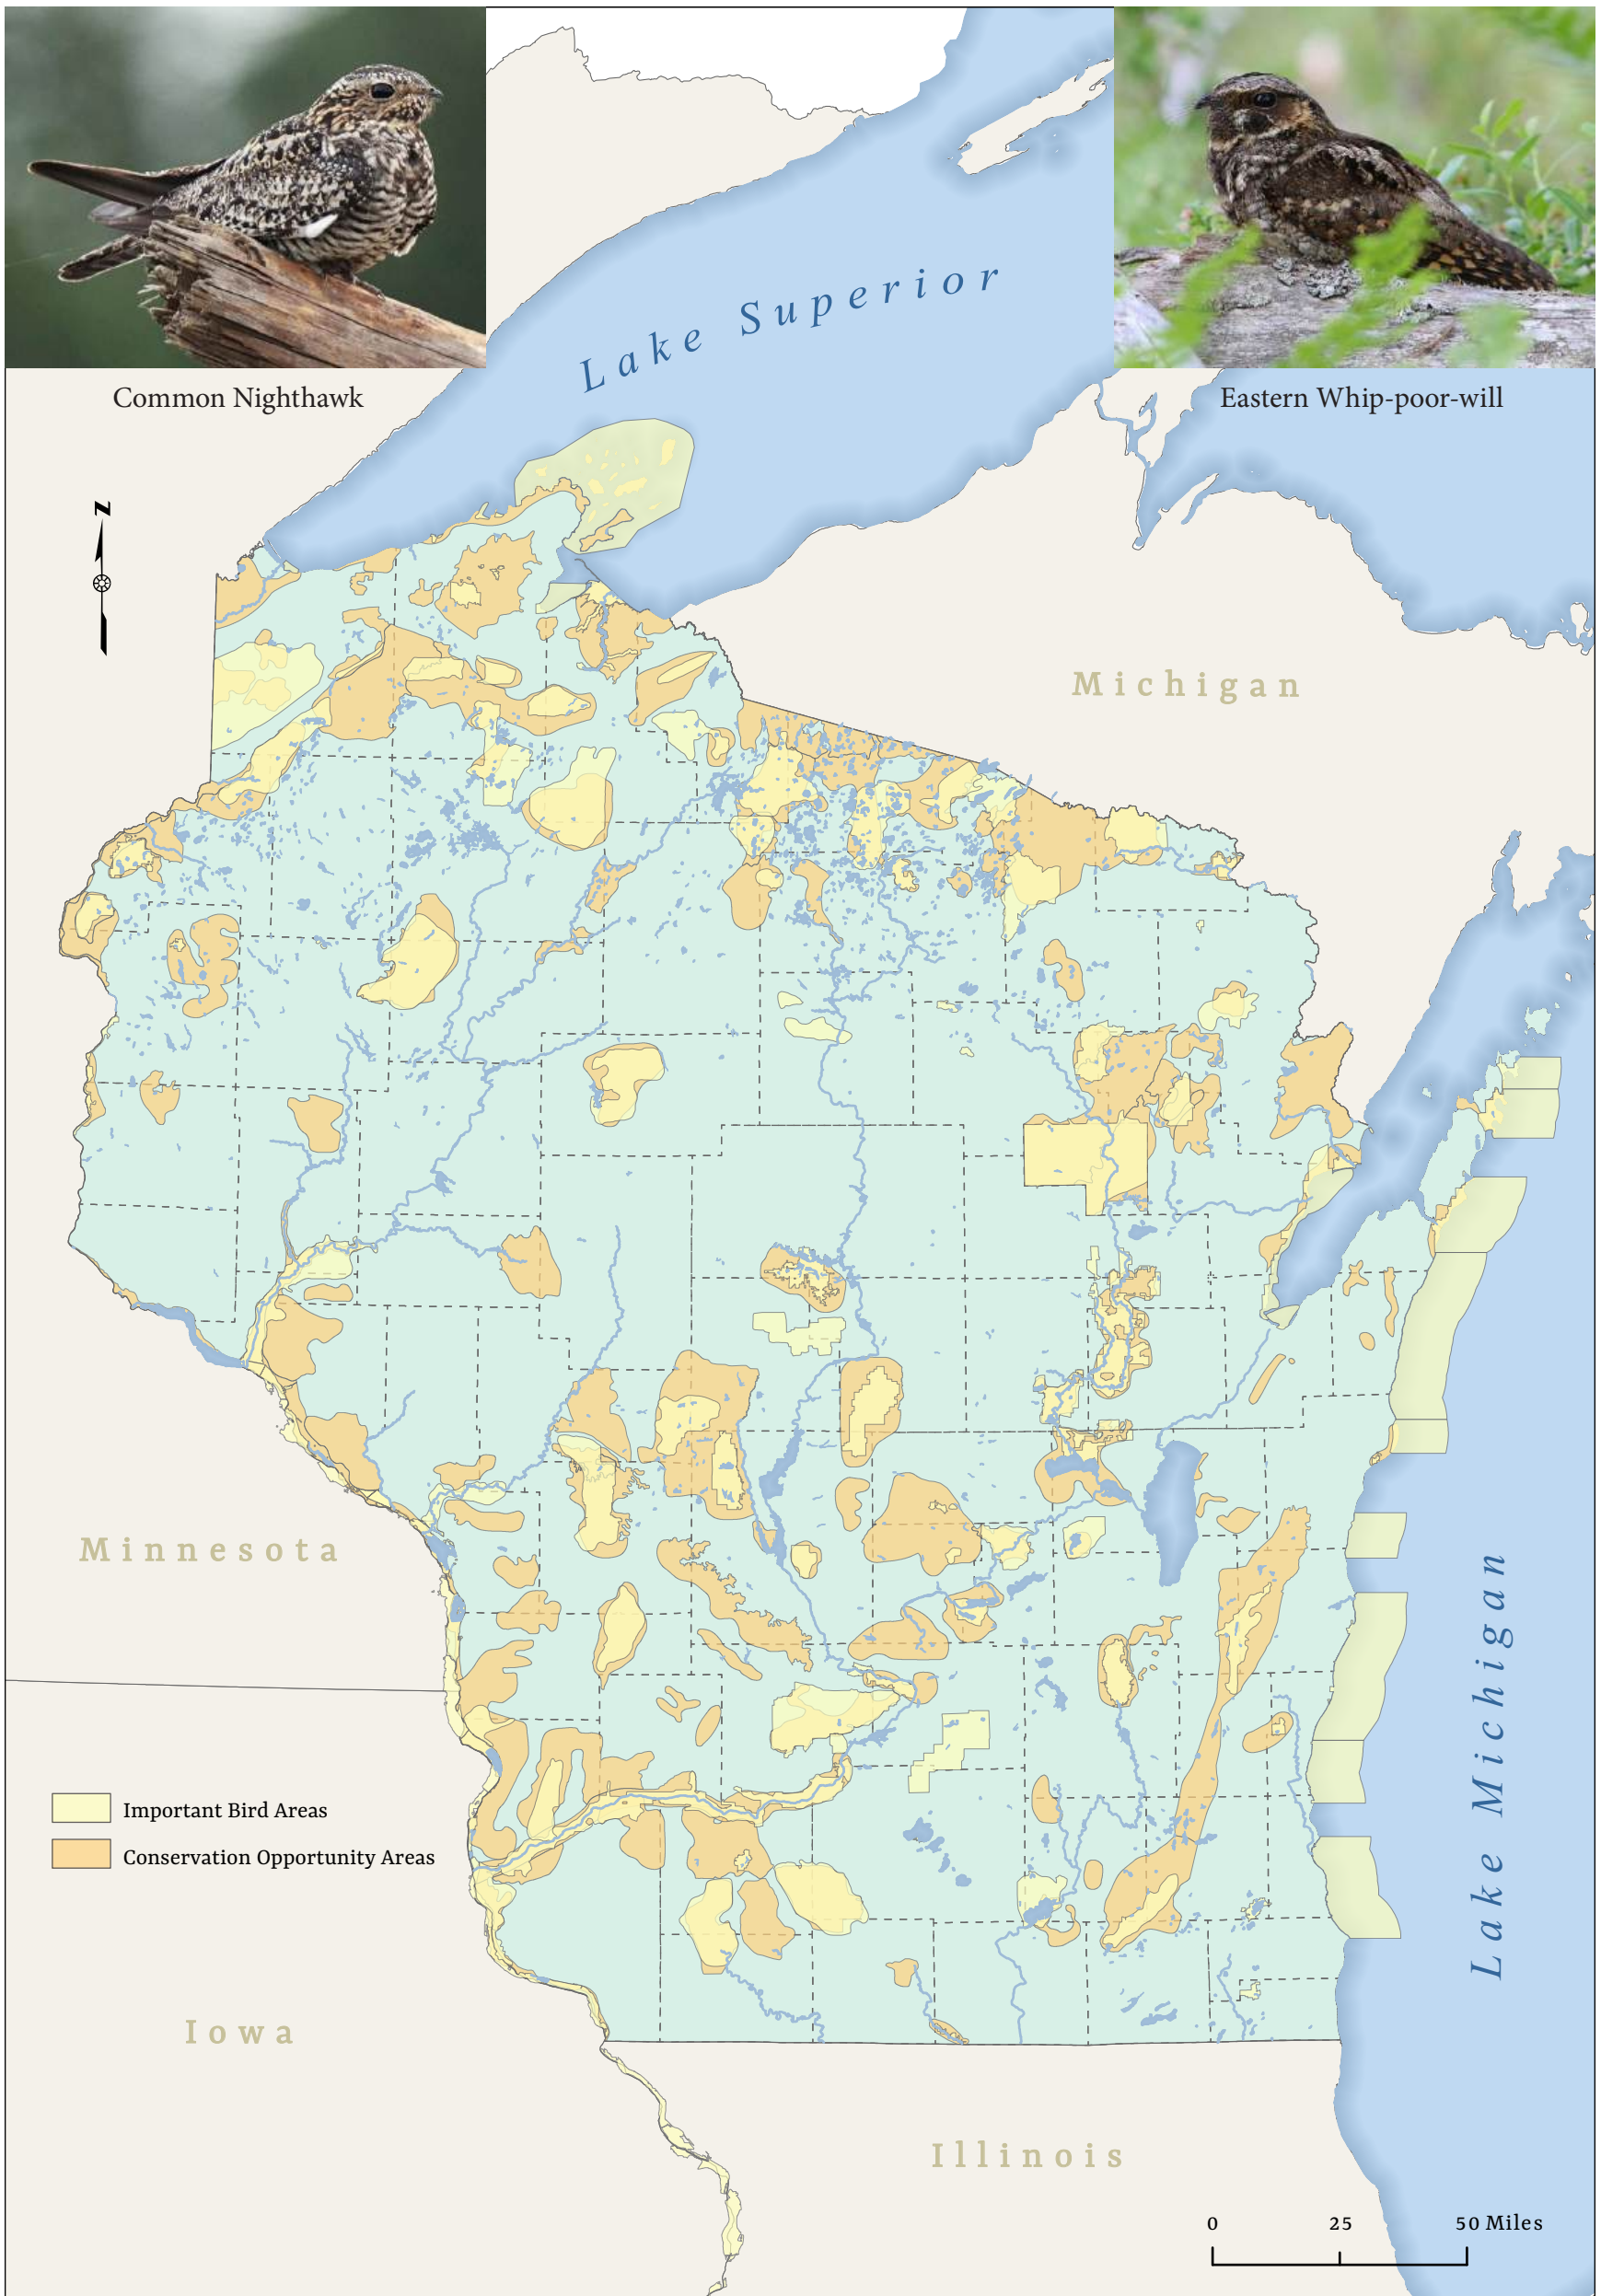 Common Nighthawk
Eastern Whip-poor-will
Lake Superior
N
Michigan
Minnesota
Lake Michigan
Important Bird Areas
Conservation Opportunity Areas
Iowa
Illinois
0 25 50 Miles